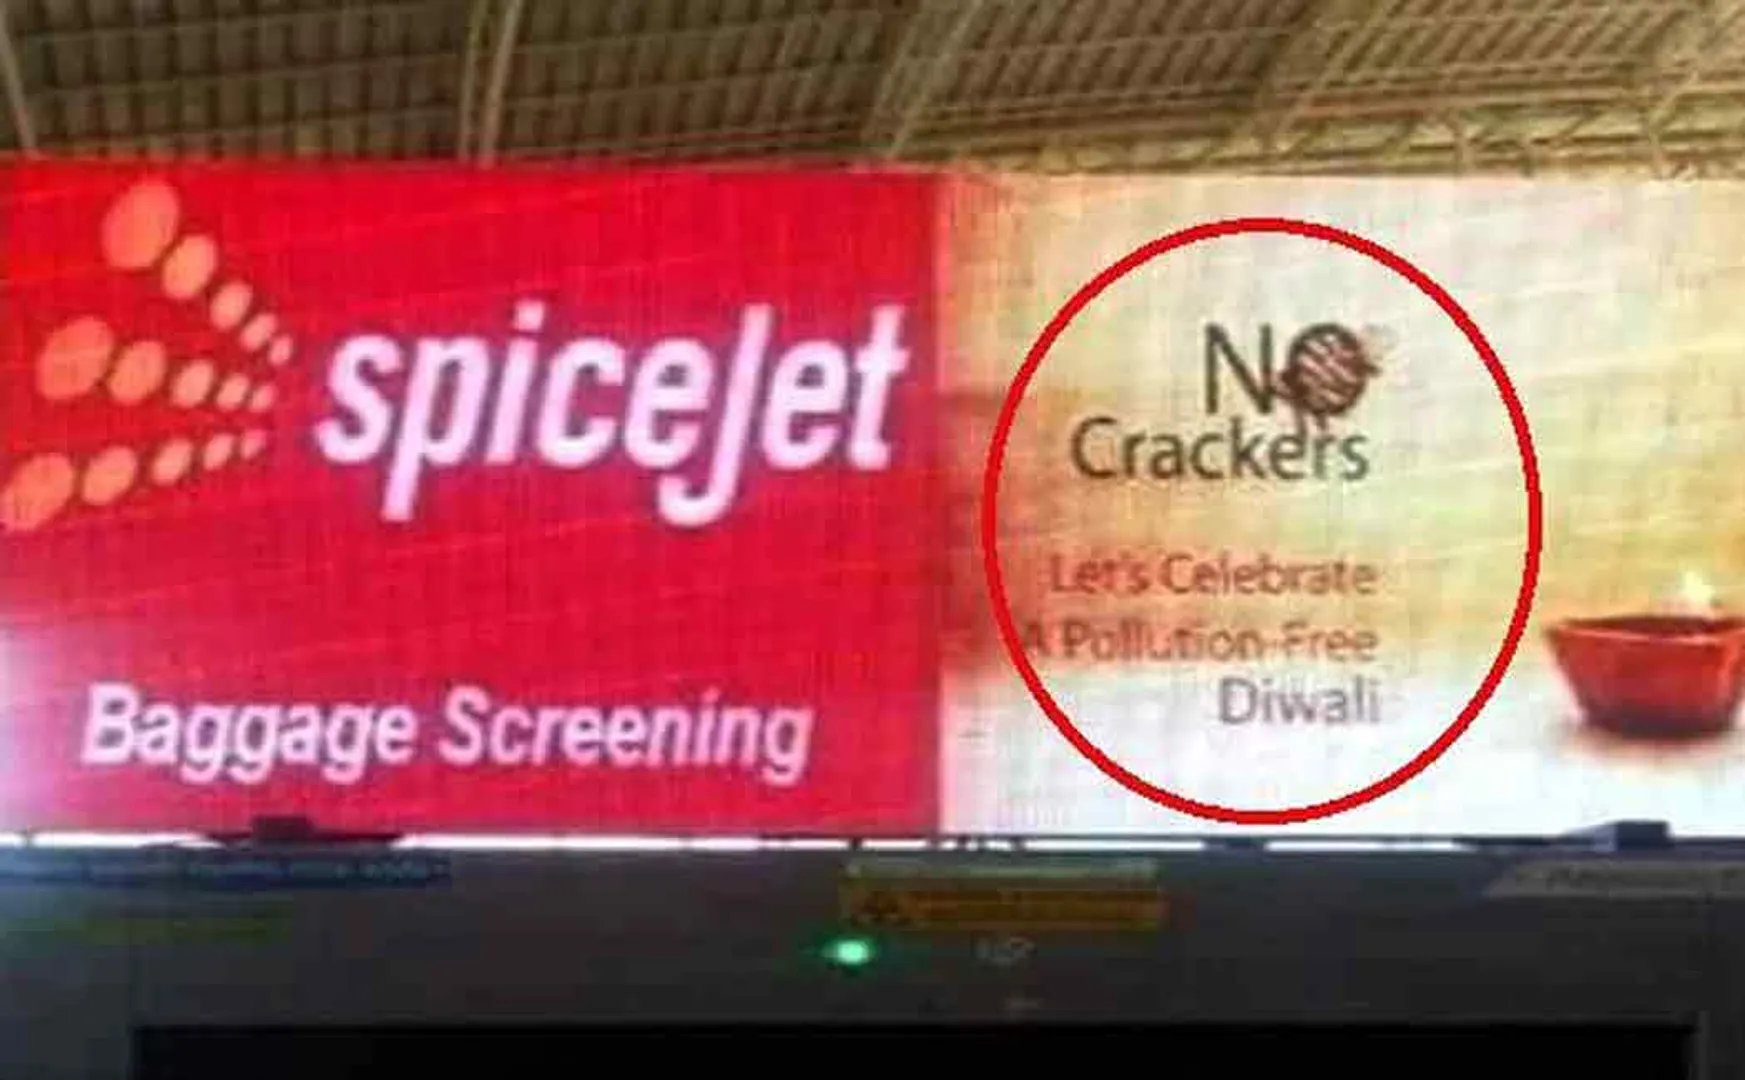 spiceJet
Baggage Screening
NO
Crackers
Let's Celebrate
A Pollution-Free
Diwali